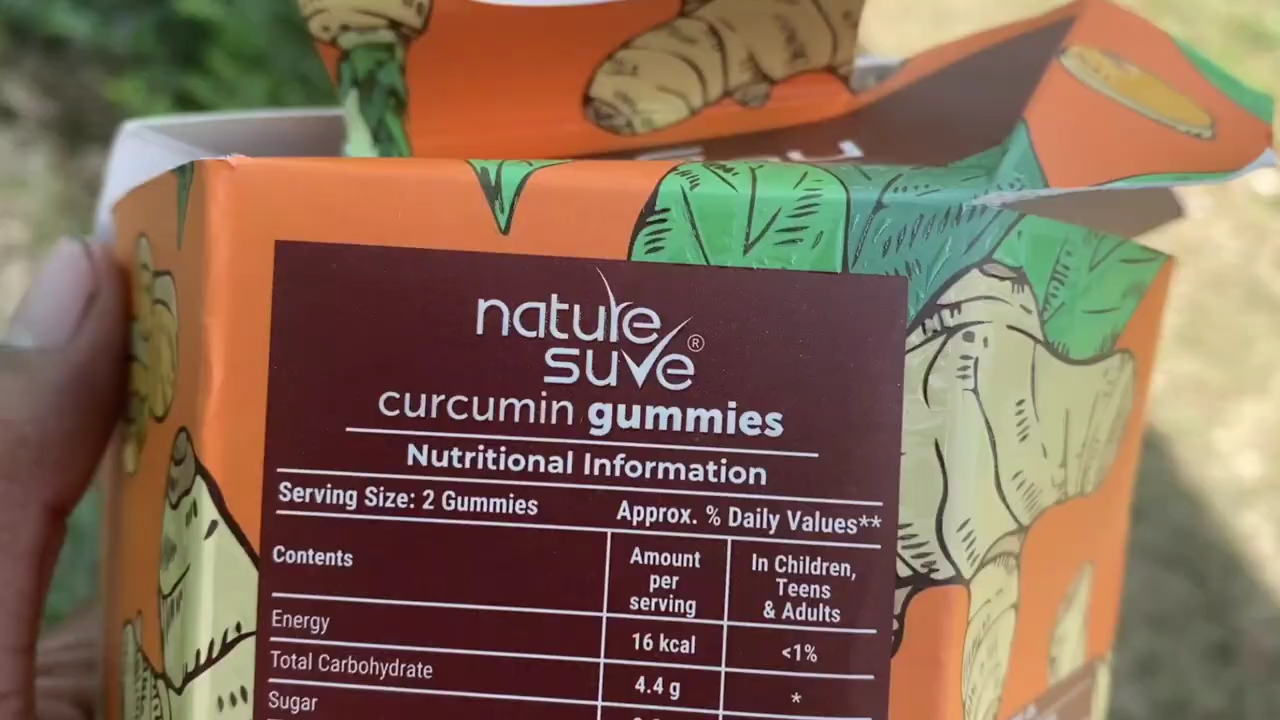 nature
suve®
curcumin gummies
Nutritional Information
Serving Size: 2 Gummies Approx. % Daily Values**
Contents Amount per serving In Children, Teens & Adults
Energy 16 kcal <1%
Total Carbohydrate 4.4 g *
Sugar